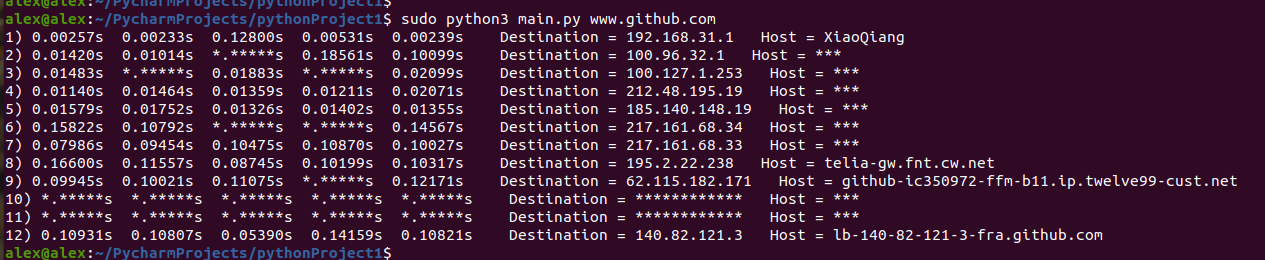 alex@alex:~/PycharmProjects/pythonProject1$
alex@alex:~/PycharmProjects/pythonProject1$ sudo python3 main.py www.github.com
1) 0.00257s  0.00233s  0.12800s  0.00531s  0.00239s    Destination = 192.168.31.1   Host = XiaoQiang
2) 0.01420s  0.01014s  *.*****s  0.18561s  0.10099s    Destination = 100.96.32.1   Host = ***
3) 0.01483s  *.*****s  0.01883s  *.*****s  0.02099s    Destination = 100.127.1.253   Host = ***
4) 0.01140s  0.01464s  0.01359s  0.01211s  0.02071s    Destination = 212.48.195.19   Host = ***
5) 0.01579s  0.01752s  0.01326s  0.01402s  0.01355s    Destination = 185.140.148.19   Host = ***
6) 0.15822s  0.10792s  *.*****s  *.*****s  0.14567s    Destination = 217.161.68.34   Host = ***
7) 0.07986s  0.09454s  0.10475s  0.10870s  0.10027s    Destination = 217.161.68.33   Host = ***
8) 0.16600s  0.11557s  0.08745s  0.10199s  0.10317s    Destination = 195.2.22.238   Host = telia-gw.fnt.cw.net
9) 0.09945s  0.10021s  0.11075s  *.*****s  0.12171s    Destination = 62.115.182.171   Host = github-ic350972-ffm-b11.ip.twelve99-cust.net
10) *.*****s  *.*****s  *.*****s  *.*****s  *.*****s    Destination = ************   Host = ***
11) *.*****s  *.*****s  *.*****s  *.*****s  *.*****s    Destination = ************   Host = ***
12) 0.10931s  0.10807s  0.05390s  0.14159s  0.10821s    Destination = 140.82.121.3   Host = lb-140-82-121-3-fra.github.com
alex@alex:~/PycharmProjects/pythonProject1$